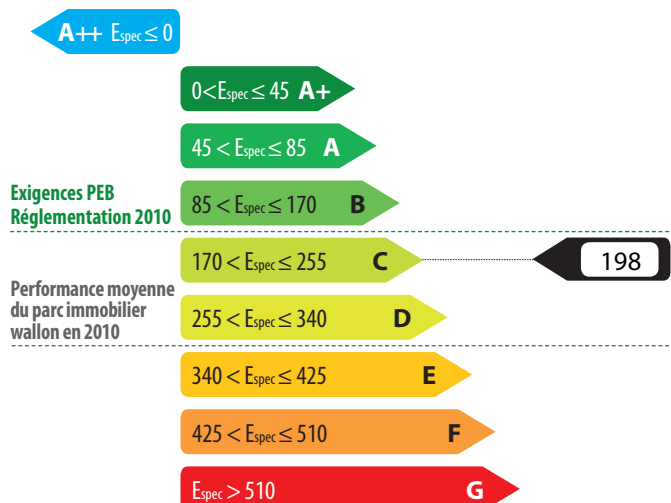 A++ Espec ≤ 0
0<Espec ≤ 45 A+
45 < Espec ≤ 85 A
Exigences PEB
Réglementation 2010
85 < Espec ≤ 170 B
170 < Espec ≤ 255 C
198
Performance moyenne
du parc immobilier
wallon en 2010
255 < Espec ≤ 340 D
340 < Espec ≤ 425 E
425 < Espec ≤ 510 F
Espec > 510 G